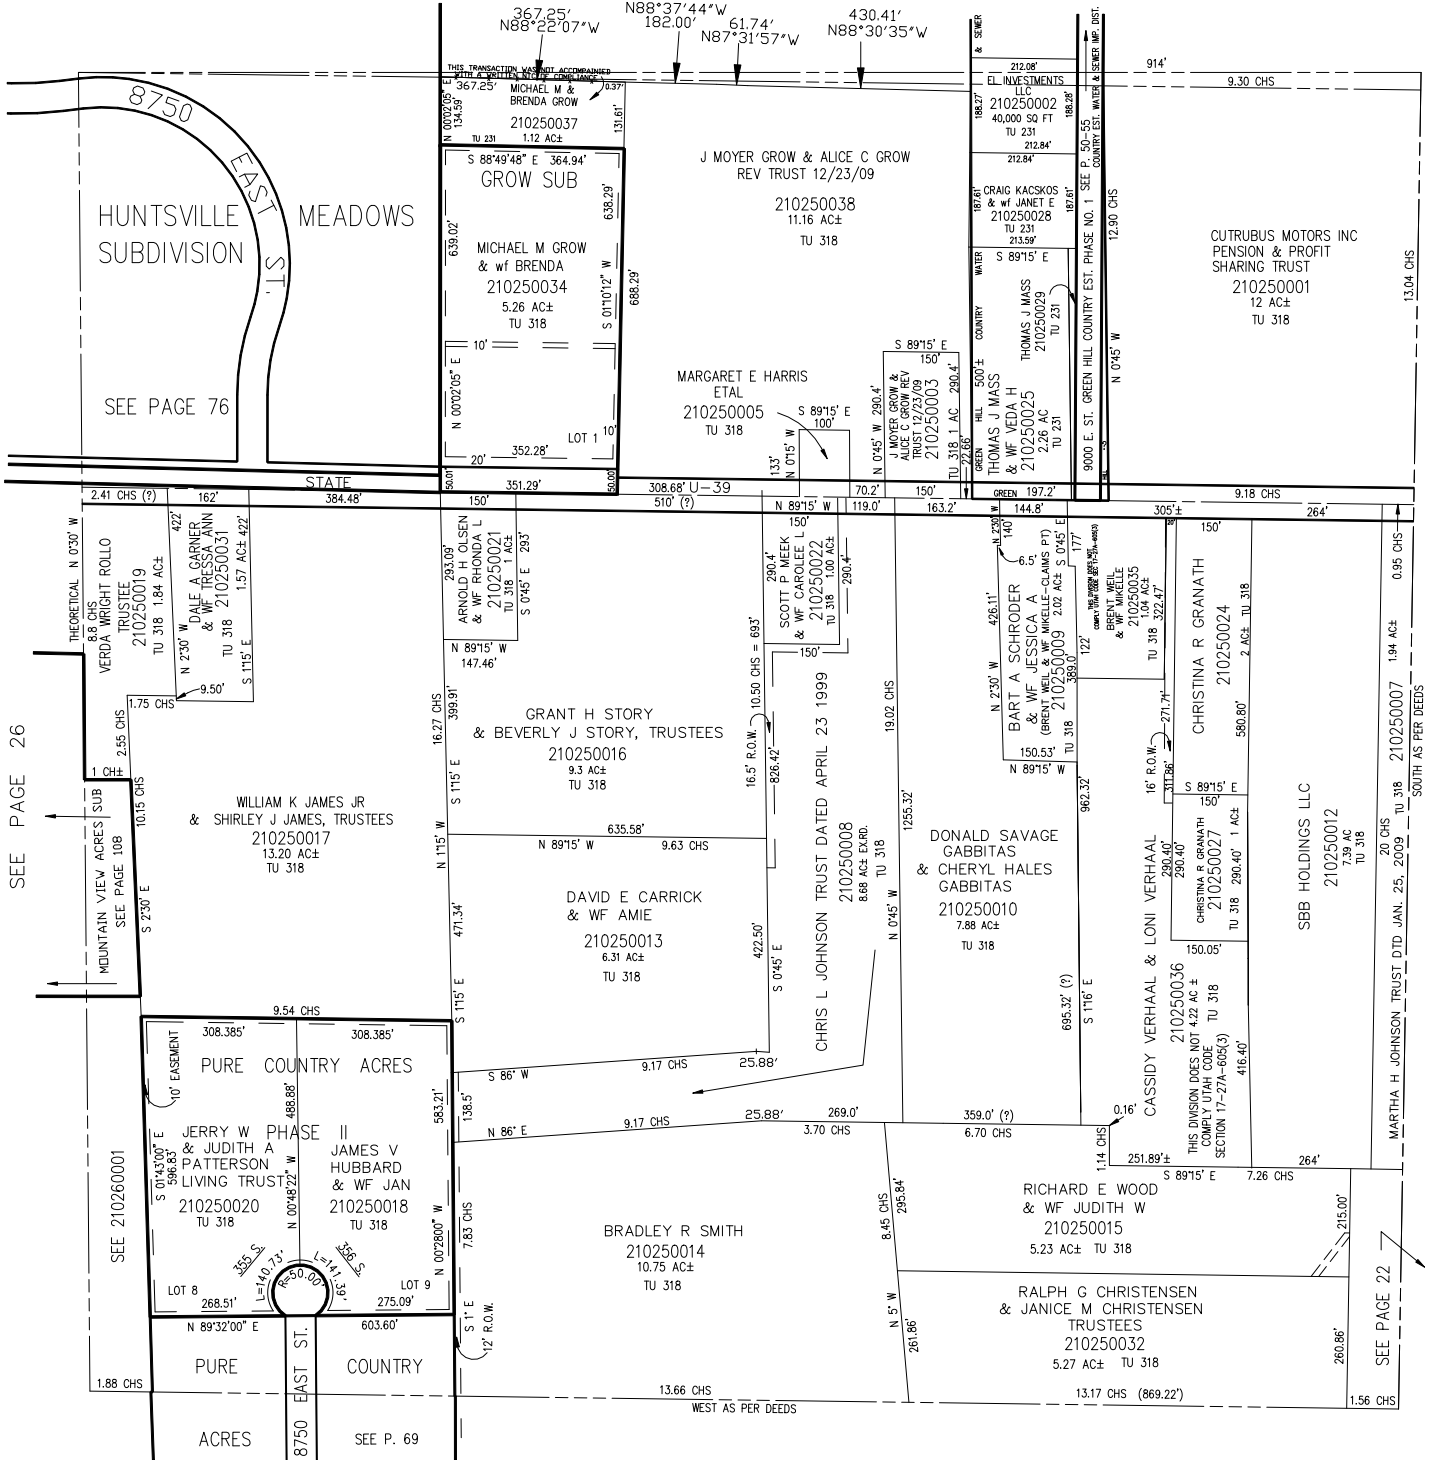 367.25'
N88°22'07"W
N88°37'44"W
182.00'
61.74'
N87°31'57"W
430.41'
N88°30'35"W
8750
EAST
ST.
HUNTSVILLE MEADOWS
SUBDIVISION
SEE PAGE 76
THIS TRANSACTION WAS NOT ACCOMPANIED
367.25'
0.37'
MICHAEL M &
BRENDA GROW
210250037
TU 231
1.12 AC±
N 00°02'05" E
134.59'
131.61'
S 88°49'48" E 364.94'
GROW SUB
639.02'
638.29'
MICHAEL M GROW
& wf BRENDA
210250034
5.26 AC±
TU 318
S 01°10'12" W
688.29'
10'
N 00°02'05" E
LOT 1
10'
352.28'
20'
50.01'
351.29'
50.00'
J MOYER GROW & ALICE C GROW
REV TRUST 12/23/09
210250038
11.16 AC±
TU 318
MARGARET E HARRIS
ETAL
210250005
TU 318
S 89°15' E
100'
133'
N 0°15' W
S 89°15' E
150'
N 0°45' W 290.4'
J MOYER GROW &
ALICE C GROW REV
TRUST 12/23/09
210250003
TU 318 1 AC
290.4'
22.66'
& SEWER
WATER
COUNTRY
500'±
HILL
GREEN
212.08'
EL INVESTMENTS
LLC
210250002
40,000 SQ FT
TU 231
212.84'
188.27'
188.28'
212.84'
CRAIG KACSKOS
& wf JANET E
210250028
TU 231
213.59'
187.61'
187.61'
S 89°15' E
THOMAS J MASS
210250029
TU 231
THOMAS J MASS
& WF VEDA H
210250025
2.26 AC
TU 231
GREEN 197.2'
9000 E. ST. GREEN HILL COUNTRY EST. PHASE NO. 1 SEE P. 50-55
COUNTRY EST. WATER & SEWER IMP. DIST.
HILL
914'
9.30 CHS
12.90 CHS
N 0°45' W
13.04 CHS
CUTRUBUS MOTORS INC
PENSION & PROFIT
SHARING TRUST
210250001
12 AC±
TU 318
STATE
308.68' U-39
70.2'
150'
9.18 CHS
2.41 CHS (?)
162'
384.48'
150'
510' (?)
N 89°15' W
119.0'
163.2'
144.8'
305'±
264'
THEORETICAL N 0°30' W
8.8 CHS
VERDA WRIGHT ROLLO
TRUSTEE
210250019
TU 318 1.84 AC±
422'
N 2°30' W
DALE A GARNER
& WF TRESSA ANN
210250031
TU 318
1.57 AC±
422'
S 1°15' E
9.50'
1.75 CHS
2.55 CHS
1 CH±
10.15 CHS
SEE PAGE 26
MOUNTAIN VIEW ACRES SUB
SEE PAGE 108
S 2°30' E
WILLIAM K JAMES JR
& SHIRLEY J JAMES, TRUSTEES
210250017
13.20 AC±
TU 318
293.09'
ARNOLD H OLSEN
& WF RHONDA L
210250021
TU 318 1 AC±
S 0°45' E 293'
N 89°15' W
147.46'
16.27 CHS
399.91'
S 1°15' E
N 1°15' W
471.34'
S 1°15' E
GRANT H STORY
& BEVERLY J STORY, TRUSTEES
210250016
9.3 AC±
TU 318
635.58'
N 89°15' W
9.63 CHS
DAVID E CARRICK
& WF AMIE
210250013
6.31 AC±
TU 318
150'
290.4'
SCOTT P MEEK
& WF CAROLEE L
210250022
TU 318 1.00 AC±
290.4'
150'
10.50 CHS = 693'
16.5' R.O.W.
826.42'
422.50'
S 0°45' E
CHRIS L JOHNSON TRUST DATED APRIL 23 1999
210250008
8.68 AC± EX.RD.
TU 318
19.02 CHS
1255.32'
N 0°45' W
DONALD SAVAGE
GABBITAS
& CHERYL HALES
GABBITAS
210250010
7.88 AC±
TU 318
N 2°30' W
140'
6.5'
426.11'
N 2°30' W
BART A SCHRODER
& WF JESSICA A
(BRENT WEIL & WF MIKELLE-CLAIMS PT)
210250009
2.02 AC±
TU 318
150.53'
N 89°15' W
S 0°45' E
177'
122'
389.0'
962.32'
695.32' (?)
S 1°16' E
BRENT WEIL
& WF MIKELLE
210250035
1.04 AC±
TU 318
322.47'
20'
150'
CHRISTINA R GRANATH
210250024
2 AC± TU 318
580.80'
271.71'
16' R.O.W.
311.86'
S 89°15' E
150'
290.40'
290.40'
CHRISTINA R GRANATH
210250027
TU 318 290.40' 1 AC±
150.05'
CASSIDY VERHAAL & LONI VERHAAL
210250036
4.22 AC ±
TU 318
THIS DIVISION DOES NOT
COMPLY UTAH CODE
SECTION 17-27A-605(3)
416.40'
SBB HOLDINGS LLC
210250012
7.39 AC
TU 318
0.95 CHS
1.94 AC±
210250007
TU 318
20 CHS
MARTHA H JOHNSON TRUST DTD JAN. 25, 2009
SOUTH AS PER DEEDS
9.54 CHS
308.385'
308.385'
10' EASEMENT
PURE COUNTRY ACRES
PHASE II
488.88'
583.21'
JERRY W
& JUDITH A
PATTERSON
LIVING TRUST
210250020
TU 318
S 01°43'00" E
596.83'
N 00°48'22" W
JAMES V
HUBBARD
& WF JAN
210250018
TU 318
N 00°28'00" W
355 S.
L=140.73'
R=50.00'
L=141.39'
356 S.
LOT 8
LOT 9
268.51'
275.09'
N 89°32'00" E
603.60'
SEE 210260001
PURE COUNTRY
ACRES
8750 EAST ST.
SEE P. 69
1.88 CHS
138.5'
S 86° W
9.17 CHS
25.88'
N 86° E
9.17 CHS
25.88'
269.0'
3.70 CHS
359.0' (?)
6.70 CHS
0.16'
1.14 CHS
251.89'±
S 89°15' E
7.26 CHS
264'
7.83 CHS
S 1° E
12' R.O.W.
BRADLEY R SMITH
210250014
10.75 AC±
TU 318
8.45 CHS
295.84'
N 5° W
261.86'
RICHARD E WOOD
& WF JUDITH W
210250015
5.23 AC± TU 318
215.00'
RALPH G CHRISTENSEN
& JANICE M CHRISTENSEN
TRUSTEES
210250032
5.27 AC± TU 318
260.86'
SEE PAGE 22
13.66 CHS
WEST AS PER DEEDS
13.17 CHS (869.22')
1.56 CHS